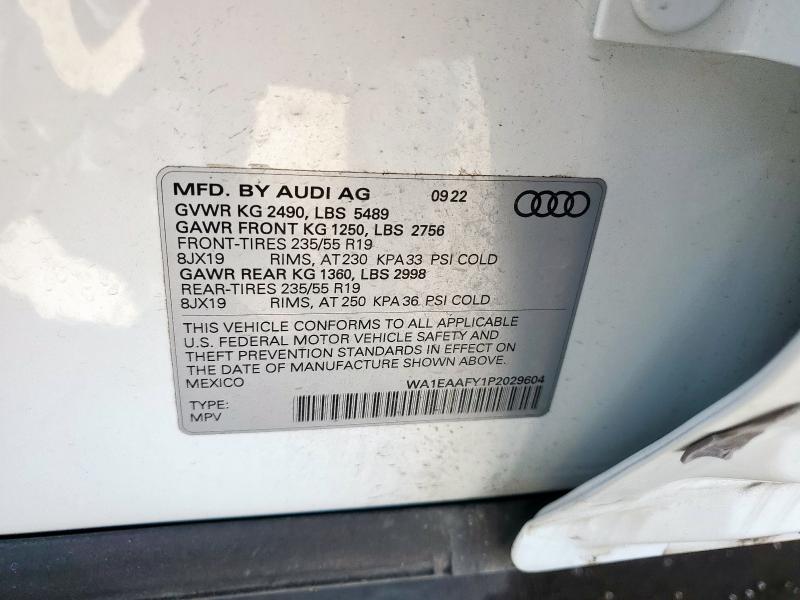 MFD. BY AUDI AG 09 22
GVWR KG 2490, LBS 5489
GAWR FRONT KG 1250, LBS 2756
FRONT-TIRES 235/55 R19
8JX19 RIMS, AT 230 KPA 33 PSI COLD
GAWR REAR KG 1360, LBS 2998
REAR-TIRES 235/55 R19
8JX19 RIMS, AT 250 KPA 36 PSI COLD
THIS VEHICLE CONFORMS TO ALL APPLICABLE
U.S. FEDERAL MOTOR VEHICLE SAFETY AND
THEFT PREVENTION STANDARDS IN EFFECT ON
THE DATE OF MANUFACTURE SHOWN ABOVE.
MEXICO WA1EAAFY1P2029604
TYPE:
MPV